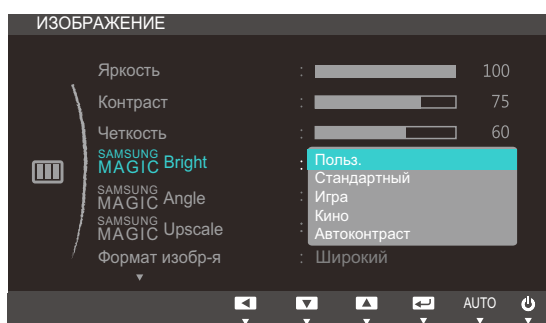 ИЗОБРАЖЕНИЕ
Яркость : 100
Контраст : 75
Четкость : 60
SAMSUNG MAGIC Bright : Польз.
Стандартный
SAMSUNG MAGIC Angle : Игра
Кино
SAMSUNG MAGIC Upscale : Автоконтраст
Формат изобр-я : Широкий
AUTO